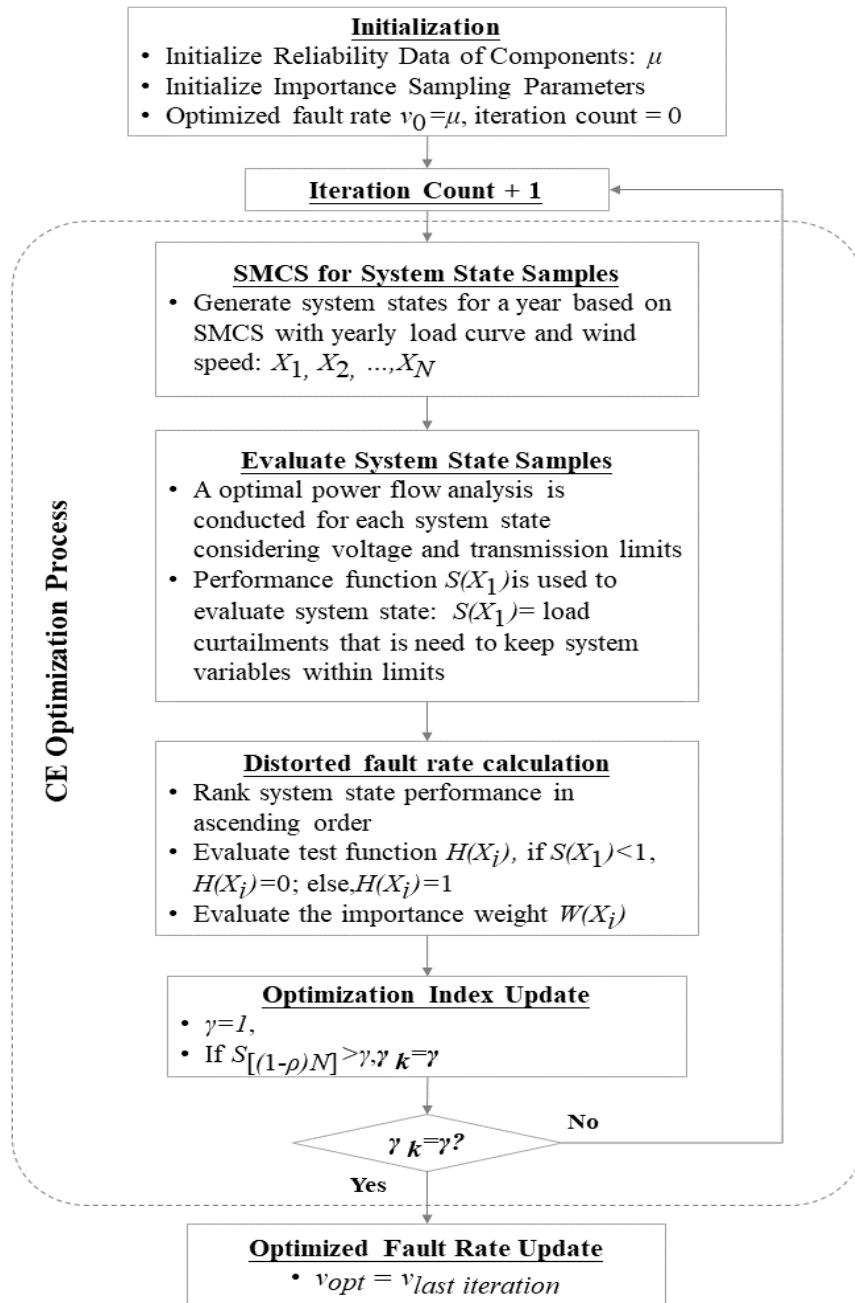 Initialization
• Initialize Reliability Data of Components: μ
• Initialize Importance Sampling Parameters
• Optimized fault rate v0=μ, iteration count = 0
Iteration Count + 1
SMCS for System State Samples
• Generate system states for a year based on
SMCS with yearly load curve and wind
speed: X1, X2, ...,XN
Evaluate System State Samples
• A optimal power flow analysis is
conducted for each system state
considering voltage and transmission limits
• Performance function S(X1)is used to
evaluate system state: S(X1)= load
curtailments that is need to keep system
variables within limits
CE Optimization Process
Distorted fault rate calculation
• Rank system state performance in
ascending order
• Evaluate test function H(Xi), if S(X1)<1,
H(Xi)=0; else,H(Xi)=1
• Evaluate the importance weight W(Xi)
Optimization Index Update
• γ=1,
• If S[(1-ρ)N]>γ,γ k=γ
γ k=γ?
No
Yes
Optimized Fault Rate Update
• vopt = vlast iteration